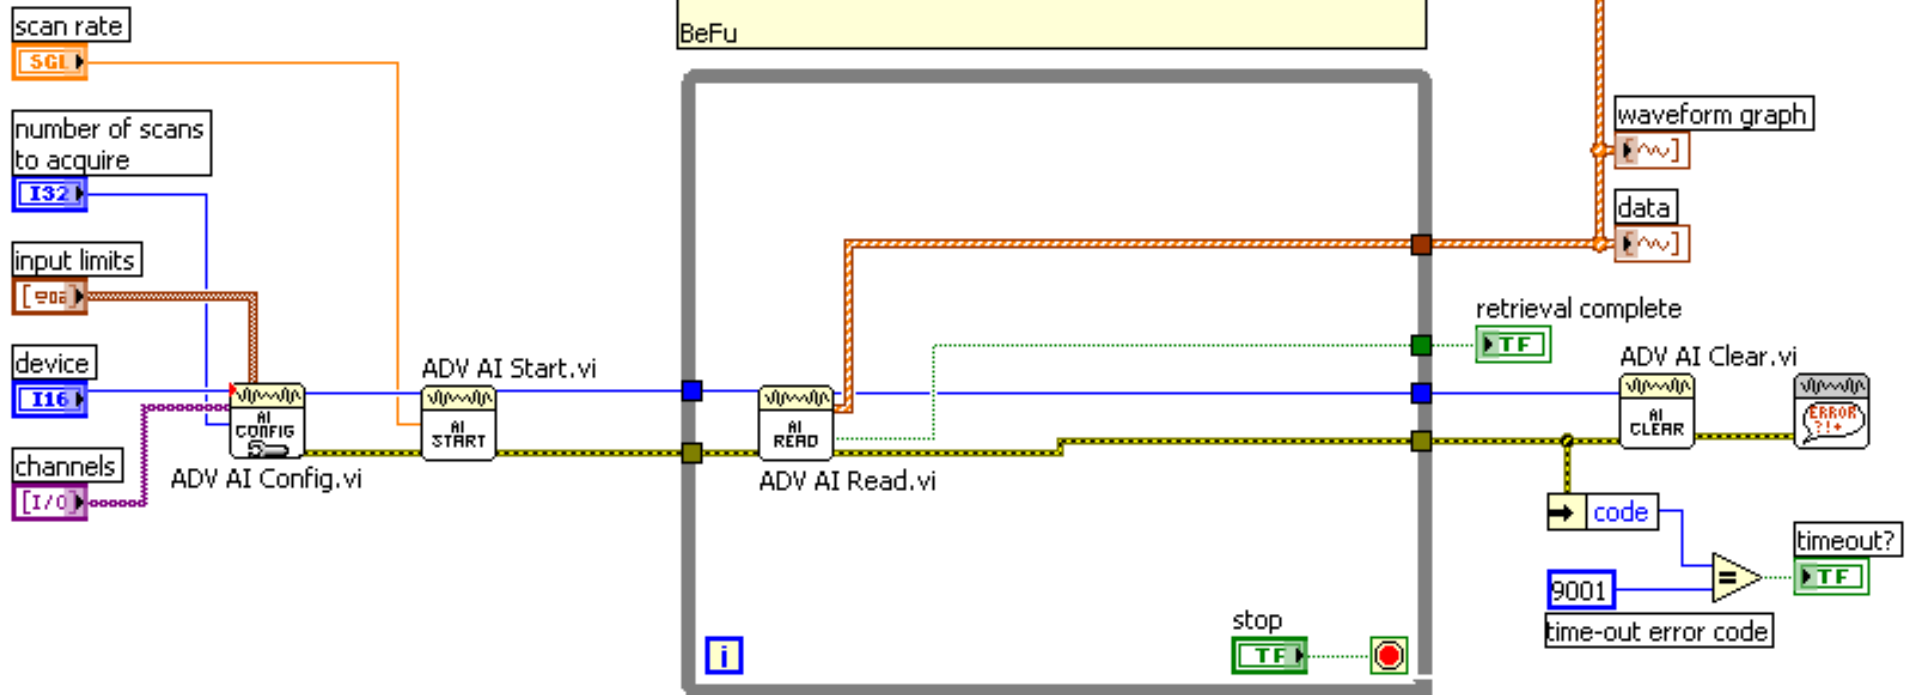 scan rate
SGL
number of scans
to acquire
I32
input limits
device
I16
channels
[I/O]
AI
CONFIG
ADV AI Config.vi
ADV AI Start.vi
AI
START
BeFu
AI
READ
ADV AI Read.vi
i
stop
TF
waveform graph
data
retrieval complete
TF
ADV AI Clear.vi
AI
CLEAR
ERROR
?!+
code
9001
time-out error code
=
timeout?
TF